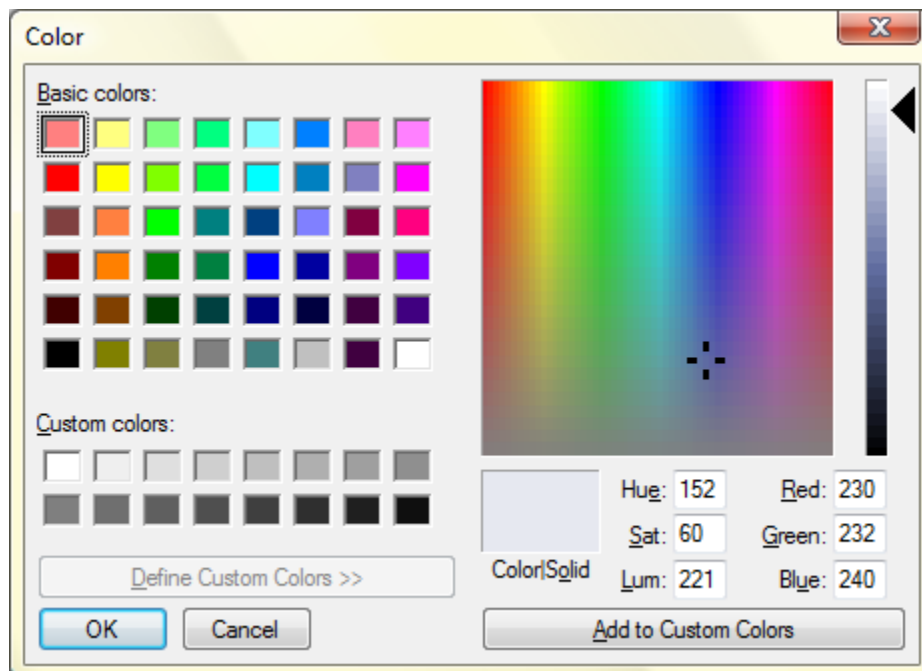 Color
Basic colors:
Custom colors:
Define Custom Colors >>
OK Cancel
Color|Solid
Hue: 152
Sat: 60
Lum: 221
Red: 230
Green: 232
Blue: 240
Add to Custom Colors